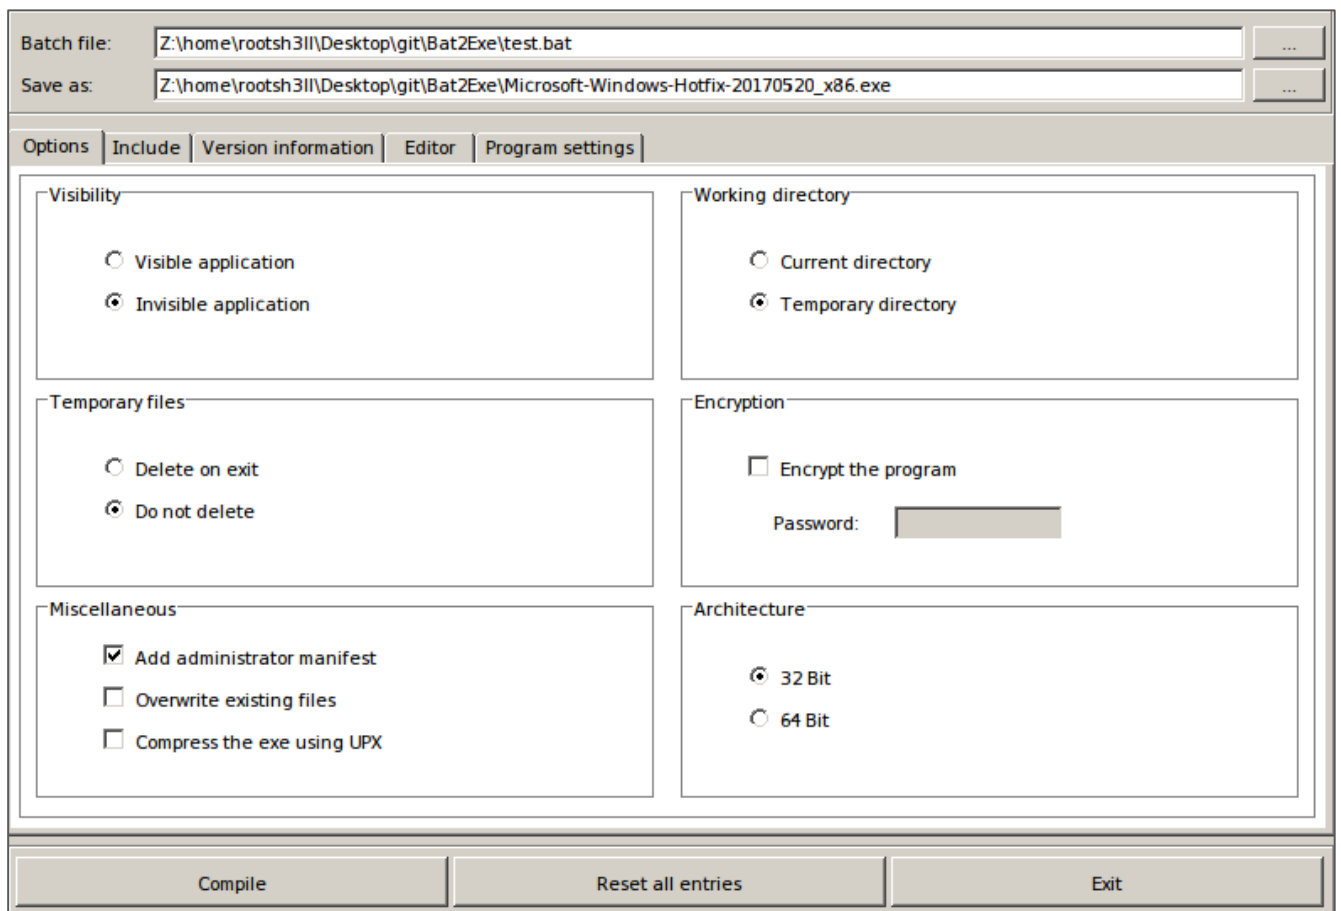 Batch file: Z:\home\rootsh3ll\Desktop\git\Bat2Exe\test.bat ...
Save as: Z:\home\rootsh3ll\Desktop\git\Bat2Exe\Microsoft-Windows-Hotfix-20170520_x86.exe ...
Options Include Version information Editor Program settings
Visibility
Visible application
Invisible application
Working directory
Current directory
Temporary directory
Temporary files
Delete on exit
Do not delete
Encryption
Encrypt the program
Password:
Miscellaneous
Add administrator manifest
Overwrite existing files
Compress the exe using UPX
Architecture
32 Bit
64 Bit
Compile Reset all entries Exit